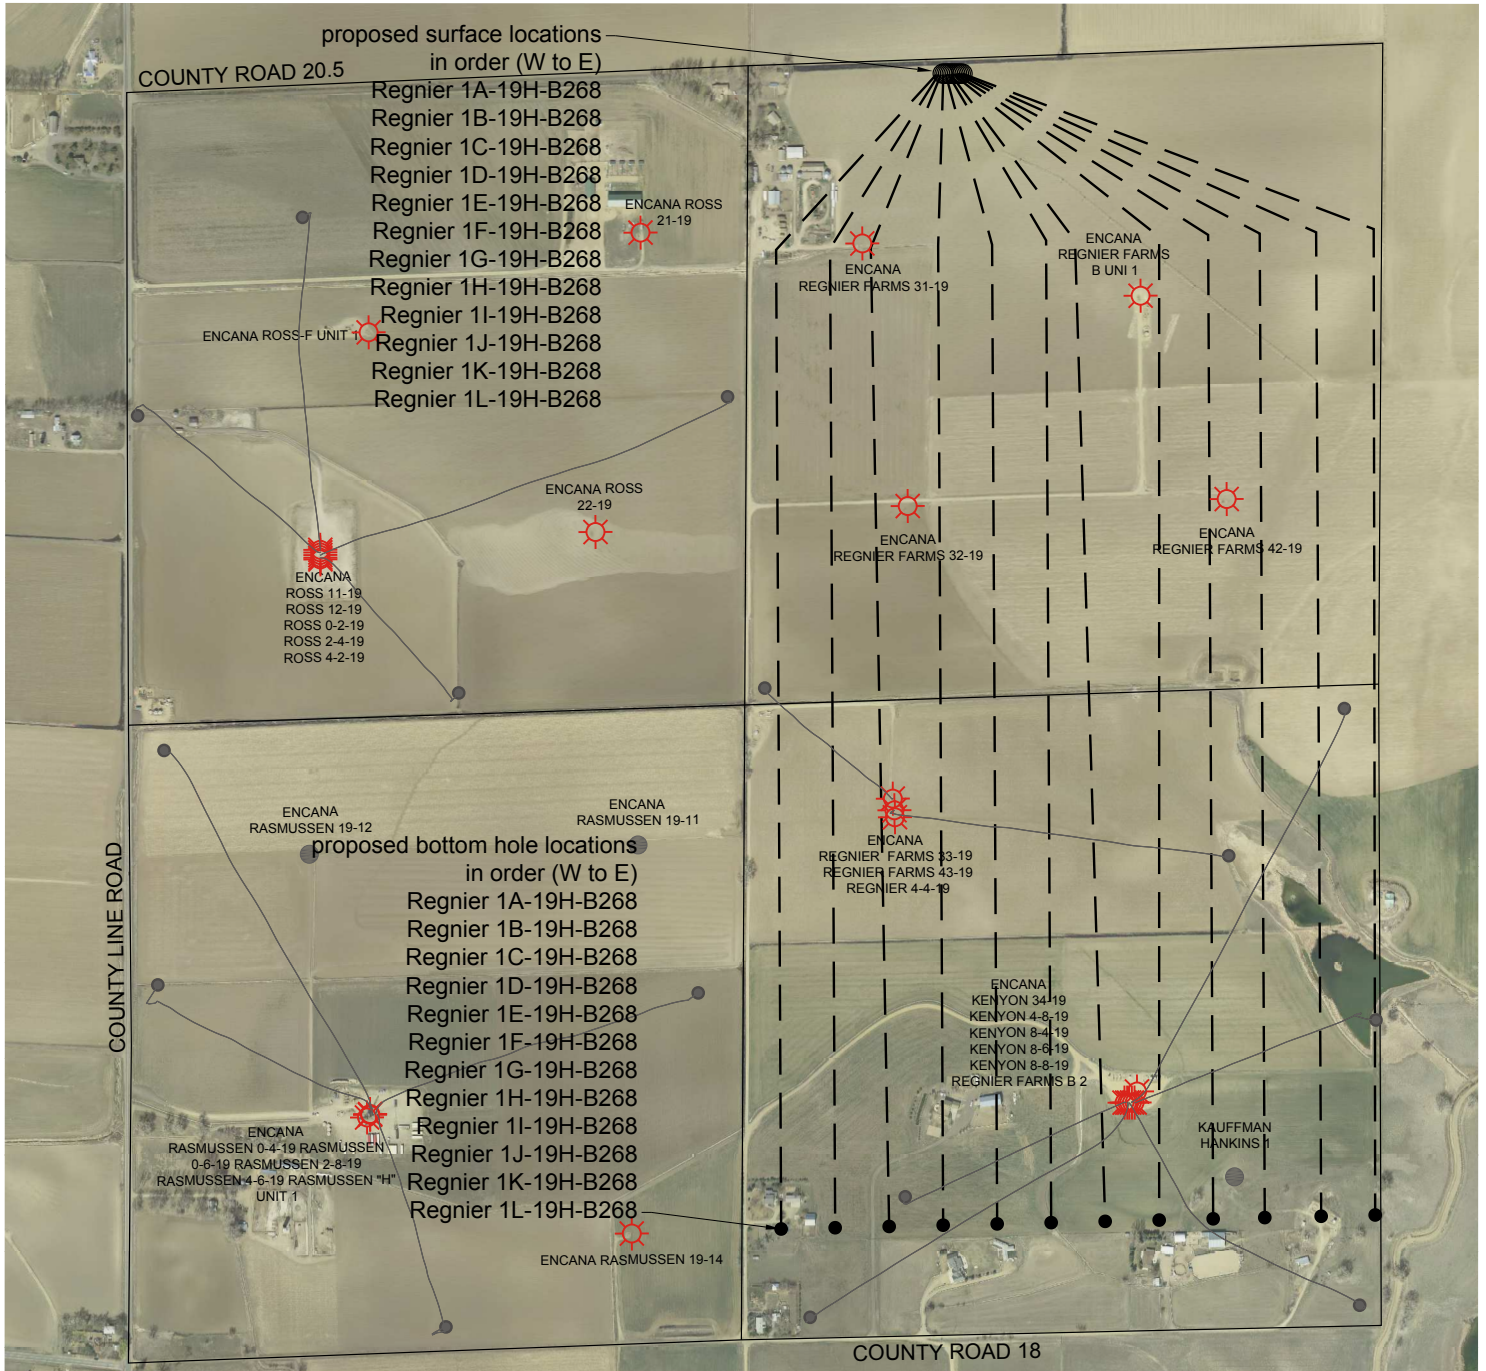 proposed surface locations
in order (W to E)
COUNTY ROAD 20.5
Regnier 1A-19H-B268
Regnier 1B-19H-B268
Regnier 1C-19H-B268
Regnier 1D-19H-B268
Regnier 1E-19H-B268
Regnier 1F-19H-B268
Regnier 1G-19H-B268
Regnier 1H-19H-B268
Regnier 1I-19H-B268
Regnier 1J-19H-B268
Regnier 1K-19H-B268
Regnier 1L-19H-B268
ENCANA ROSS
21-19
ENCANA ROSS-F UNIT 1
ENCANA
REGNIER FARMS 31-19
ENCANA
REGNIER FARMS
B UNI 1
ENCANA ROSS
22-19
ENCANA
REGNIER FARMS 32-19
ENCANA
REGNIER FARMS 42-19
ENCANA
ROSS 11-19
ROSS 12-19
ROSS 0-2-19
ROSS 2-4-19
ROSS 4-2-19
ENCANA
RASMUSSEN 19-12
ENCANA
RASMUSSEN 19-11
ENCANA
REGNIER FARMS 33-19
REGNIER FARMS 43-19
REGNIER 4-4-19
COUNTY LINE ROAD
proposed bottom hole locations
in order (W to E)
Regnier 1A-19H-B268
Regnier 1B-19H-B268
Regnier 1C-19H-B268
Regnier 1D-19H-B268
Regnier 1E-19H-B268
Regnier 1F-19H-B268
Regnier 1G-19H-B268
Regnier 1H-19H-B268
Regnier 1I-19H-B268
Regnier 1J-19H-B268
Regnier 1K-19H-B268
Regnier 1L-19H-B268
ENCANA
KENYON 34-19
KENYON 4-8-19
KENYON 8-4-19
KENYON 8-6-19
KENYON 8-8-19
REGNIER FARMS B 2
KAUFFMAN
HANKINS 1
ENCANA
RASMUSSEN 0-4-19 RASMUSSEN
0-6-19 RASMUSSEN 2-8-19
RASMUSSEN 4-6-19 RASMUSSEN "H"
UNIT 1
ENCANA RASMUSSEN 19-14
COUNTY ROAD 18